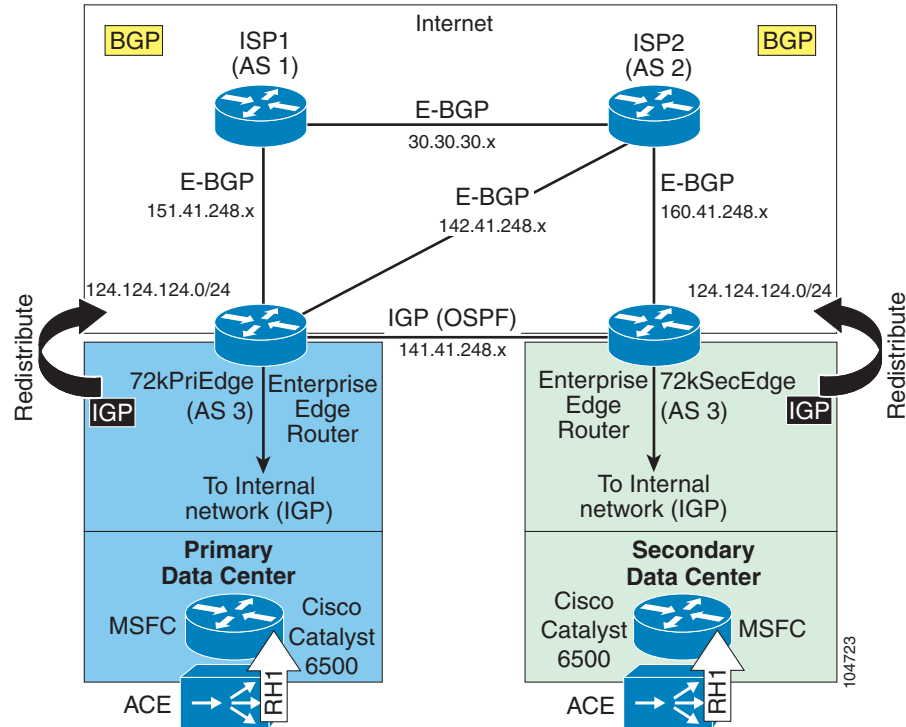 Internet
BGP
ISP1
(AS 1)
ISP2
(AS 2)
BGP
E-BGP
30.30.30.x
E-BGP
151.41.248.x
E-BGP
142.41.248.x
E-BGP
160.41.248.x
124.124.124.0/24
124.124.124.0/24
Redistribute
Redistribute
IGP (OSPF)
141.41.248.x
IGP
72kPriEdge
(AS 3)
Enterprise
Edge
Router
Enterprise
Edge
Router
72kSecEdge
(AS 3)
IGP
To Internal
network (IGP)
To Internal
network (IGP)
Primary
Data Center
Secondary
Data Center
MSFC
Cisco
Catalyst
6500
Cisco
Catalyst
6500
MSFC
ACE
RH1
ACE
RH1
104723